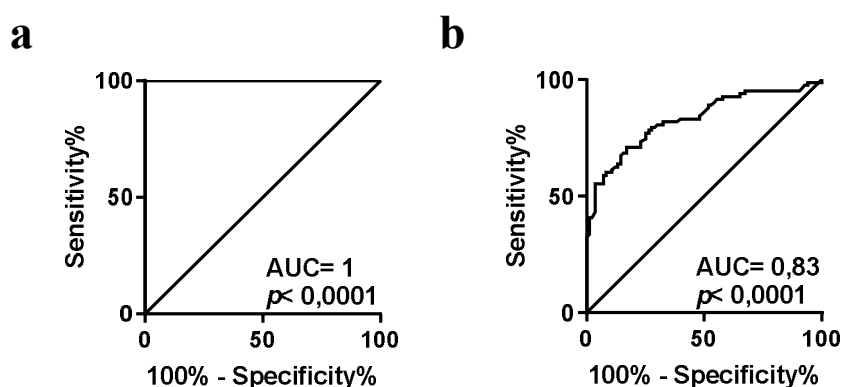 a
100
50
0
Sensitivity%
AUC= 1
p< 0,0001
0 50 100
100% - Specificity%
b
100
50
0
Sensitivity%
AUC= 0,83
p< 0,0001
0 50 100
100% - Specificity%